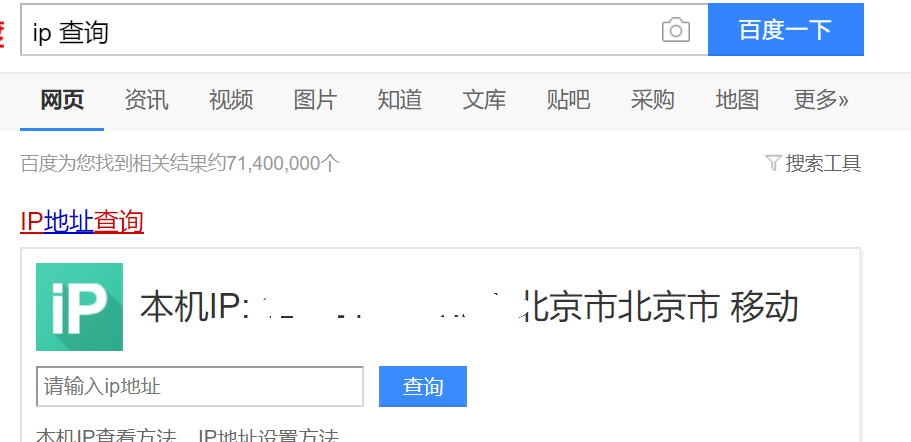 ip 查询
百度一下
网页 资讯 视频 图片 知道 文库 贴吧 采购 地图 更多»
百度为您找到相关结果约71,400,000个
搜索工具
IP地址查询
iP
本机IP: 北京市北京市 移动
请输入ip地址
查询
本机IP查看方法 IP地址设置方法